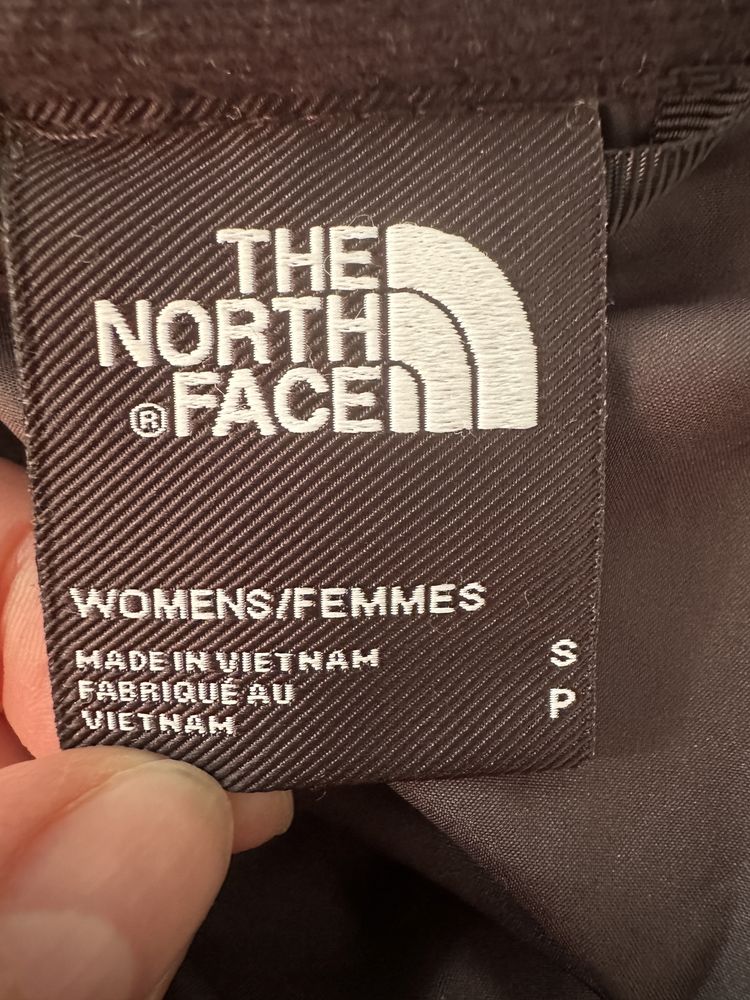 THE
NORTH
®FACE
WOMENS/FEMMES
MADE IN VIETNAM
FABRIQUÉ AU
VIETNAM
S
P